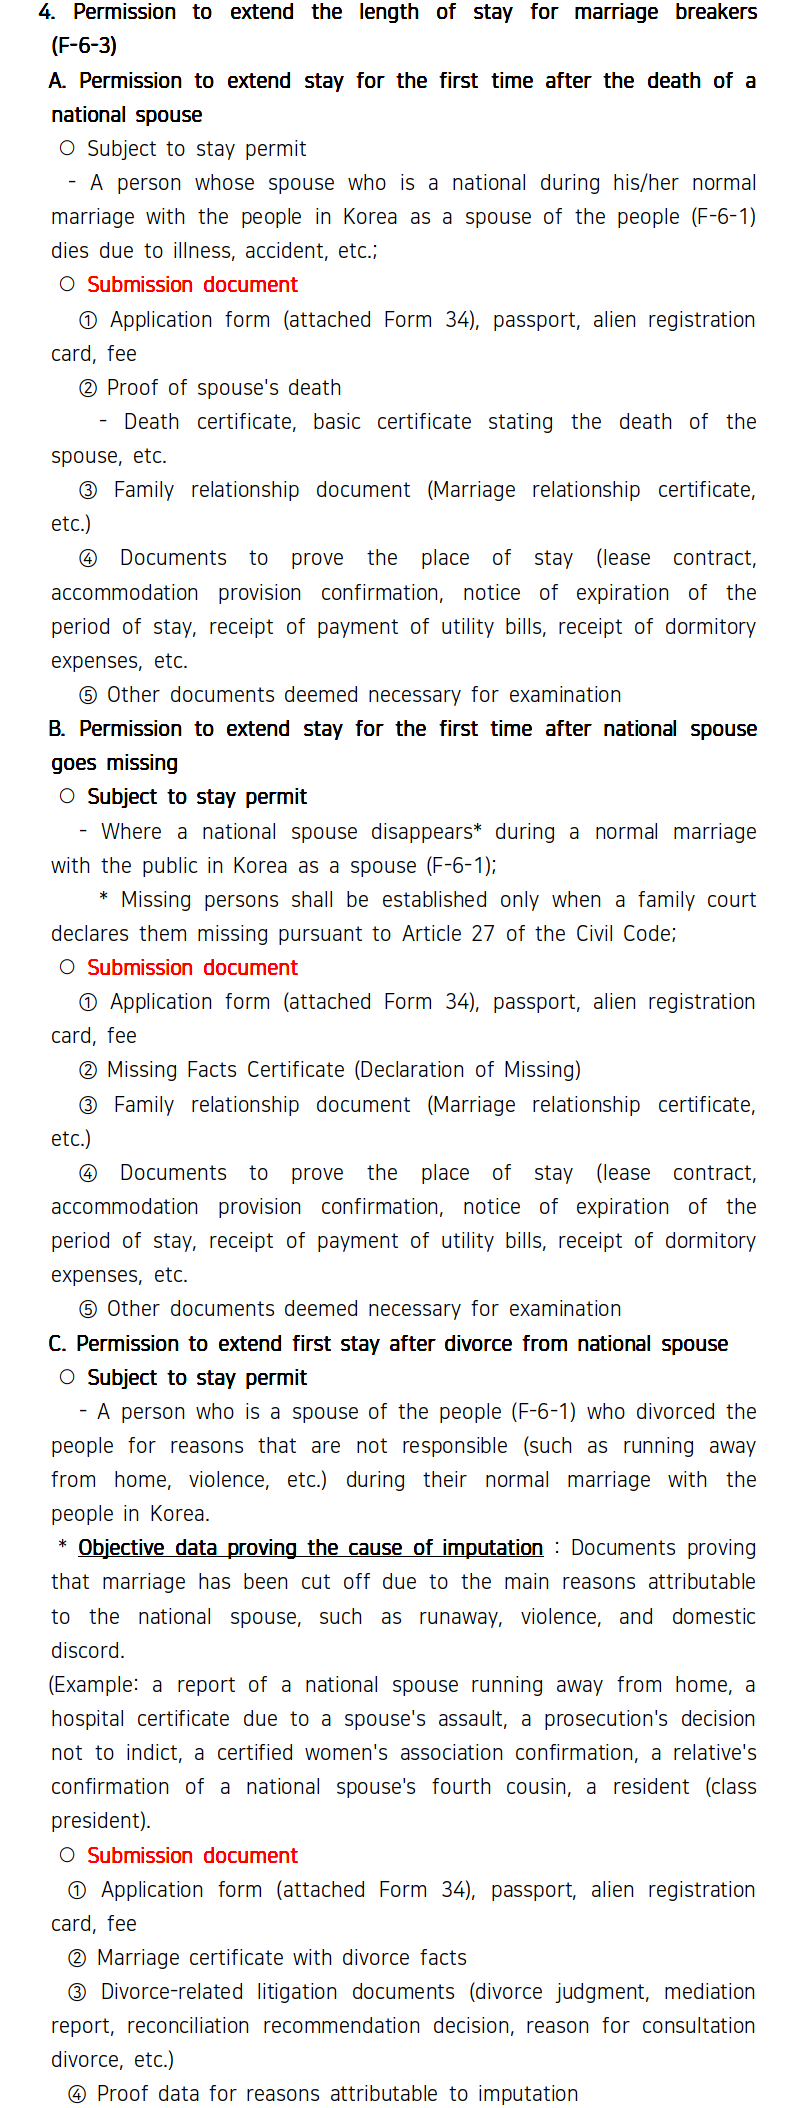 4. Permission to extend the length of stay for marriage breakers
(F-6-3)
A. Permission to extend stay for the first time after the death of a
national spouse
○ Subject to stay permit
- A person whose spouse who is a national during his/her normal
marriage with the people in Korea as a spouse of the people (F-6-1)
dies due to illness, accident, etc.;
○ Submission document
① Application form (attached Form 34), passport, alien registration
card, fee
② Proof of spouse's death
- Death certificate, basic certificate stating the death of the
spouse, etc.
③ Family relationship document (Marriage relationship certificate,
etc.)
④ Documents to prove the place of stay (lease contract,
accommodation provision confirmation, notice of expiration of the
period of stay, receipt of payment of utility bills, receipt of dormitory
expenses, etc.
⑤ Other documents deemed necessary for examination
B. Permission to extend stay for the first time after national spouse
goes missing
○ Subject to stay permit
- Where a national spouse disappears* during a normal marriage
with the public in Korea as a spouse (F-6-1);
* Missing persons shall be established only when a family court
declares them missing pursuant to Article 27 of the Civil Code;
○ Submission document
① Application form (attached Form 34), passport, alien registration
card, fee
② Missing Facts Certificate (Declaration of Missing)
③ Family relationship document (Marriage relationship certificate,
etc.)
④ Documents to prove the place of stay (lease contract,
accommodation provision confirmation, notice of expiration of the
period of stay, receipt of payment of utility bills, receipt of dormitory
expenses, etc.
⑤ Other documents deemed necessary for examination
C. Permission to extend first stay after divorce from national spouse
○ Subject to stay permit
- A person who is a spouse of the people (F-6-1) who divorced the
people for reasons that are not responsible (such as running away
from home, violence, etc.) during their normal marriage with the
people in Korea.
* Objective data proving the cause of imputation : Documents proving
that marriage has been cut off due to the main reasons attributable
to the national spouse, such as runaway, violence, and domestic
discord.
(Example: a report of a national spouse running away from home, a
hospital certificate due to a spouse's assault, a prosecution's decision
not to indict, a certified women's association confirmation, a relative's
confirmation of a national spouse's fourth cousin, a resident (class
president).
○ Submission document
① Application form (attached Form 34), passport, alien registration
card, fee
② Marriage certificate with divorce facts
③ Divorce-related litigation documents (divorce judgment, mediation
report, reconciliation recommendation decision, reason for consultation
divorce, etc.)
④ Proof data for reasons attributable to imputation